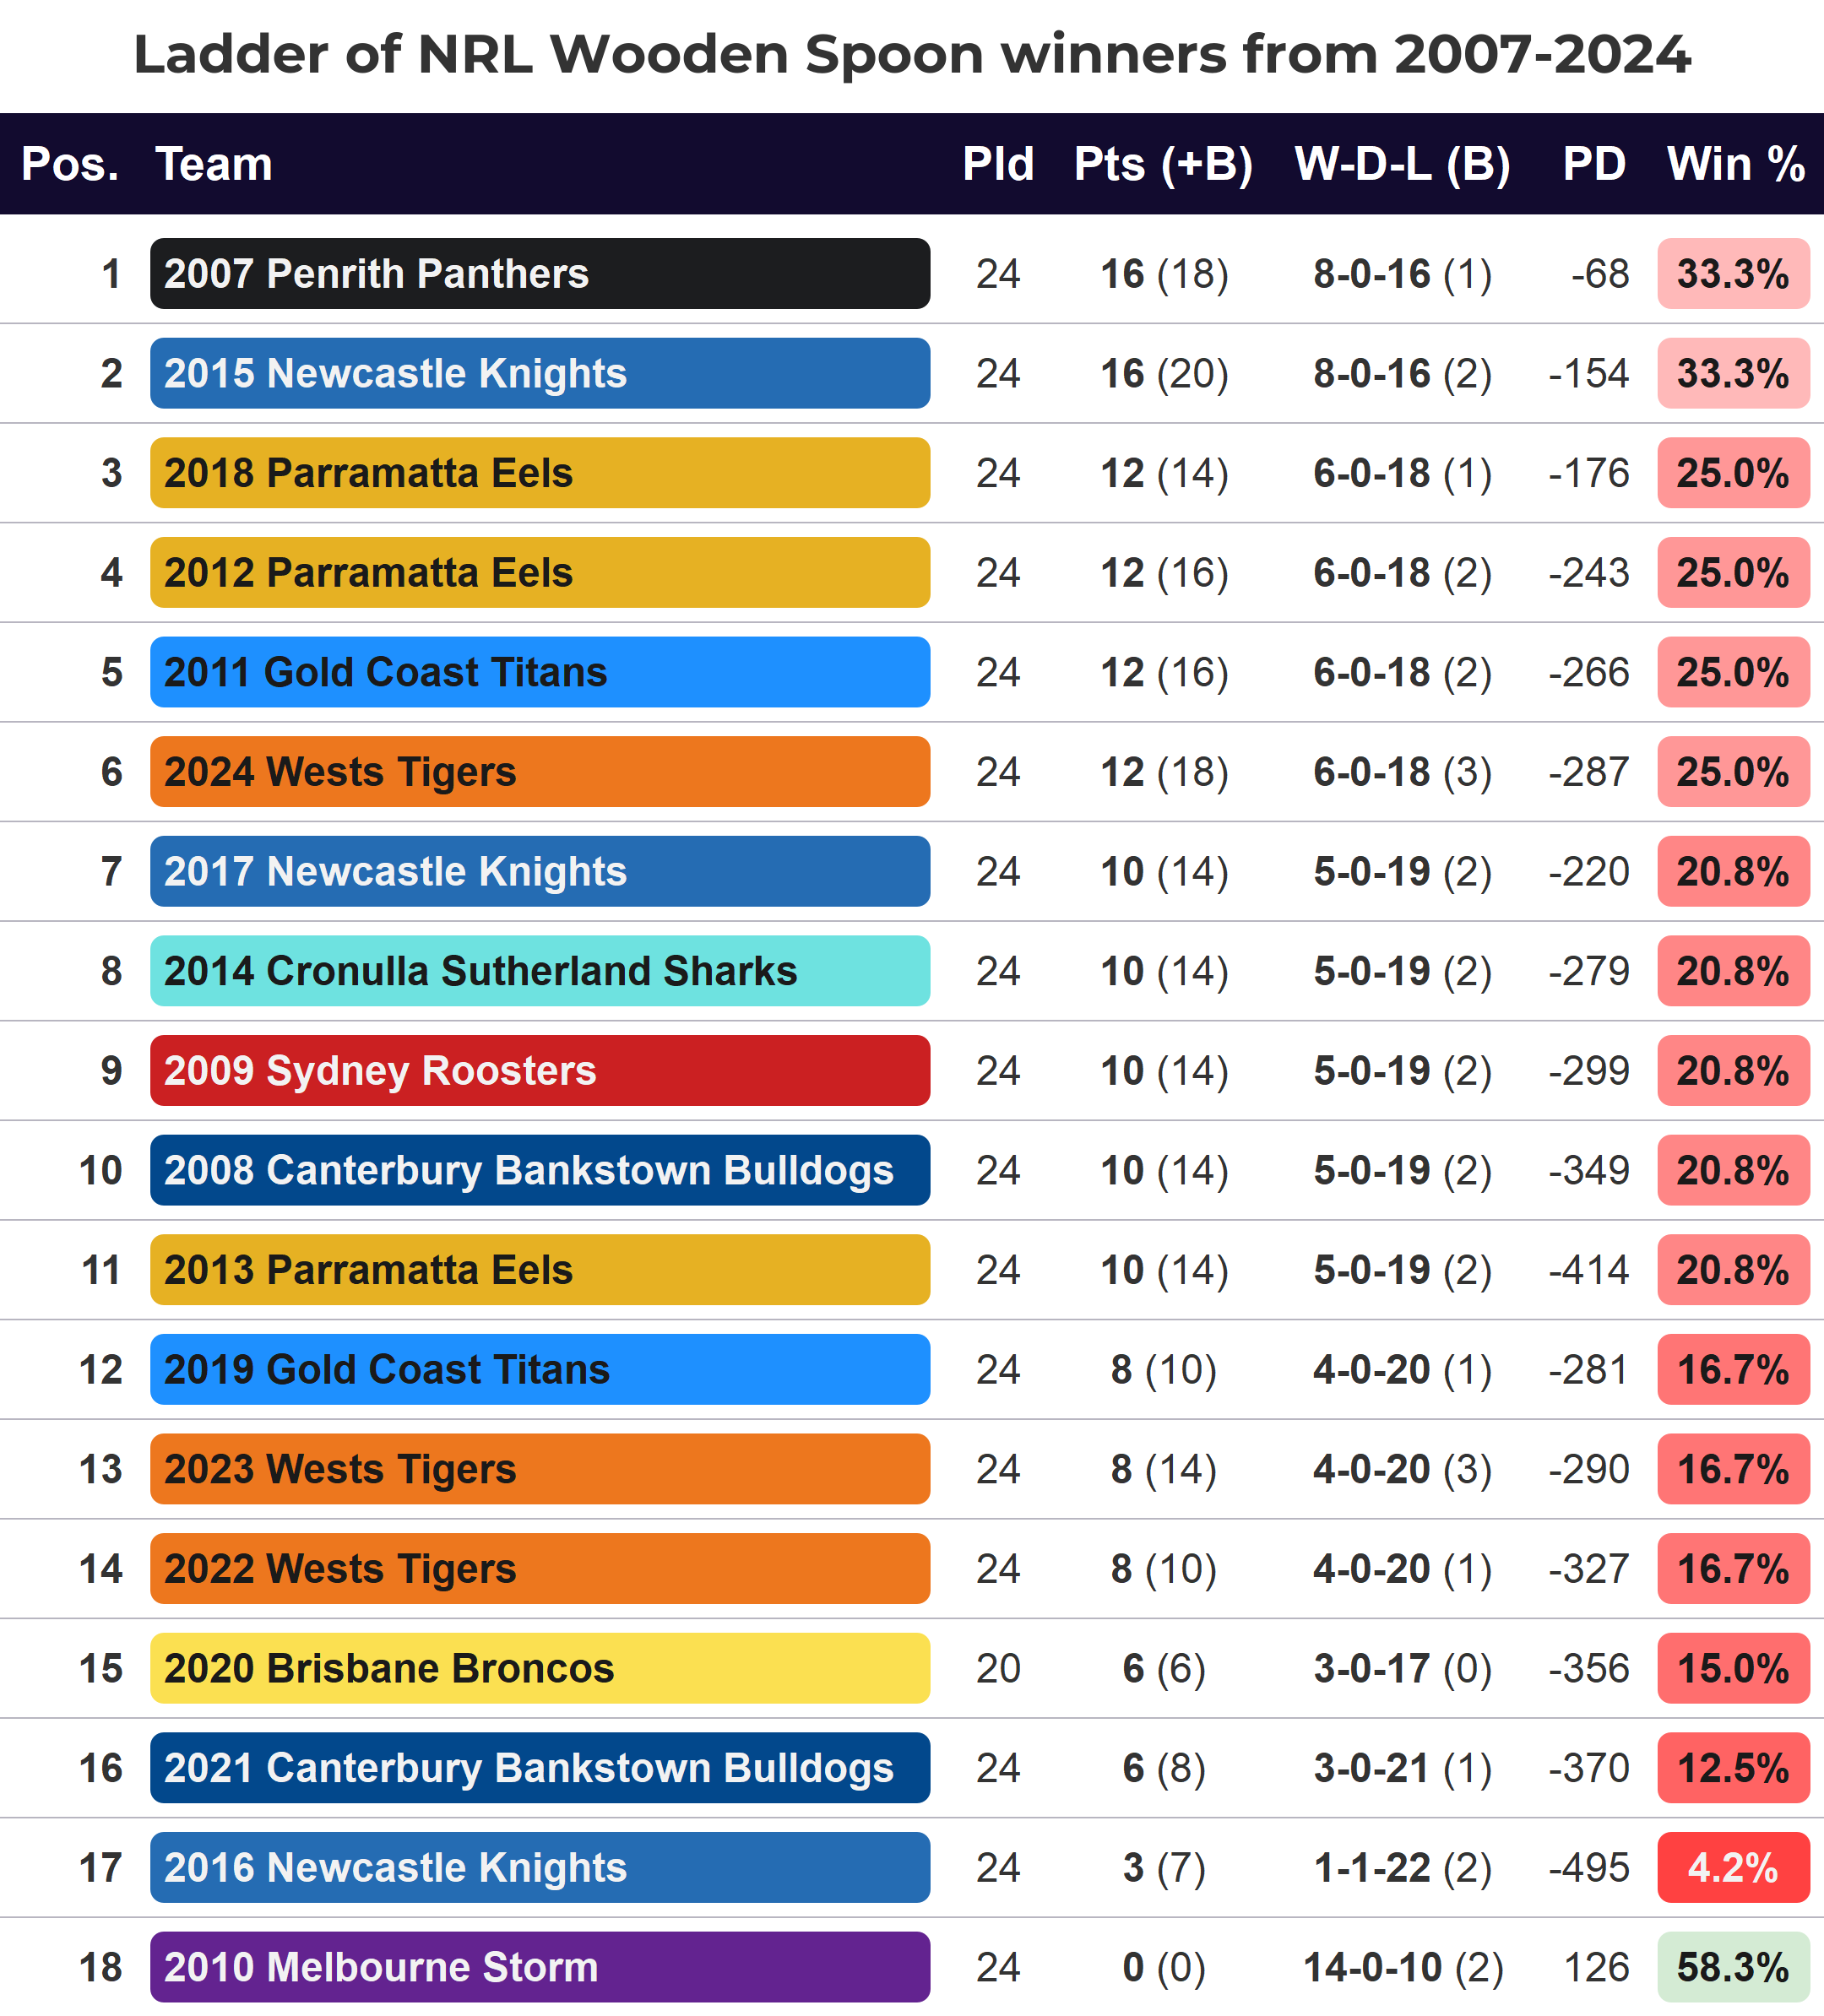 Ladder of NRL Wooden Spoon winners from 2007-2024
Pos. Team Pld Pts (+B) W-D-L (B) PD Win %
1 2007 Penrith Panthers 24 16 (18) 8-0-16 (1) -68 33.3%
2 2015 Newcastle Knights 24 16 (20) 8-0-16 (2) -154 33.3%
3 2018 Parramatta Eels 24 12 (14) 6-0-18 (1) -176 25.0%
4 2012 Parramatta Eels 24 12 (16) 6-0-18 (2) -243 25.0%
5 2011 Gold Coast Titans 24 12 (16) 6-0-18 (2) -266 25.0%
6 2024 Wests Tigers 24 12 (18) 6-0-18 (3) -287 25.0%
7 2017 Newcastle Knights 24 10 (14) 5-0-19 (2) -220 20.8%
8 2014 Cronulla Sutherland Sharks 24 10 (14) 5-0-19 (2) -279 20.8%
9 2009 Sydney Roosters 24 10 (14) 5-0-19 (2) -299 20.8%
10 2008 Canterbury Bankstown Bulldogs 24 10 (14) 5-0-19 (2) -349 20.8%
11 2013 Parramatta Eels 24 10 (14) 5-0-19 (2) -414 20.8%
12 2019 Gold Coast Titans 24 8 (10) 4-0-20 (1) -281 16.7%
13 2023 Wests Tigers 24 8 (14) 4-0-20 (3) -290 16.7%
14 2022 Wests Tigers 24 8 (10) 4-0-20 (1) -327 16.7%
15 2020 Brisbane Broncos 20 6 (6) 3-0-17 (0) -356 15.0%
16 2021 Canterbury Bankstown Bulldogs 24 6 (8) 3-0-21 (1) -370 12.5%
17 2016 Newcastle Knights 24 3 (7) 1-1-22 (2) -495 4.2%
18 2010 Melbourne Storm 24 0 (0) 14-0-10 (2) 126 58.3%